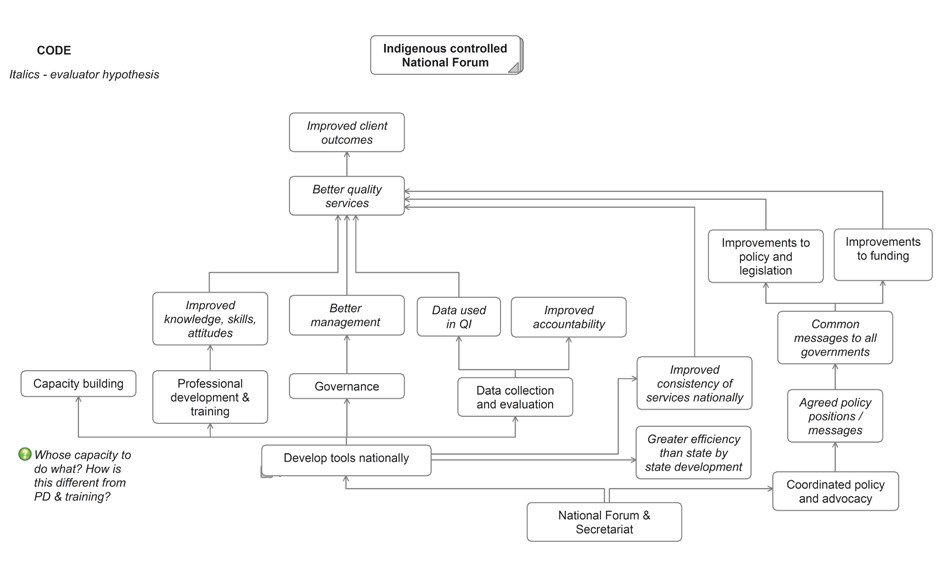 CODE
Italics - evaluator hypothesis
Indigenous controlled
National Forum
Improved client
outcomes
Better quality
services
Improvements to
policy and
legislation
Improvements
to funding
Improved
knowledge, skills,
attitudes
Better
management
Data used
in QI
Improved
accountability
Common
messages to all
governments
Capacity building
Professional
development &
training
Governance
Data collection
and evaluation
Improved
consistency of
services nationally
Agreed policy
positions /
messages
? Whose capacity to
do what? How is
this different from
PD & training?
Develop tools nationally
Greater efficiency
than state by
state development
Coordinated policy
and advocacy
National Forum &
Secretariat